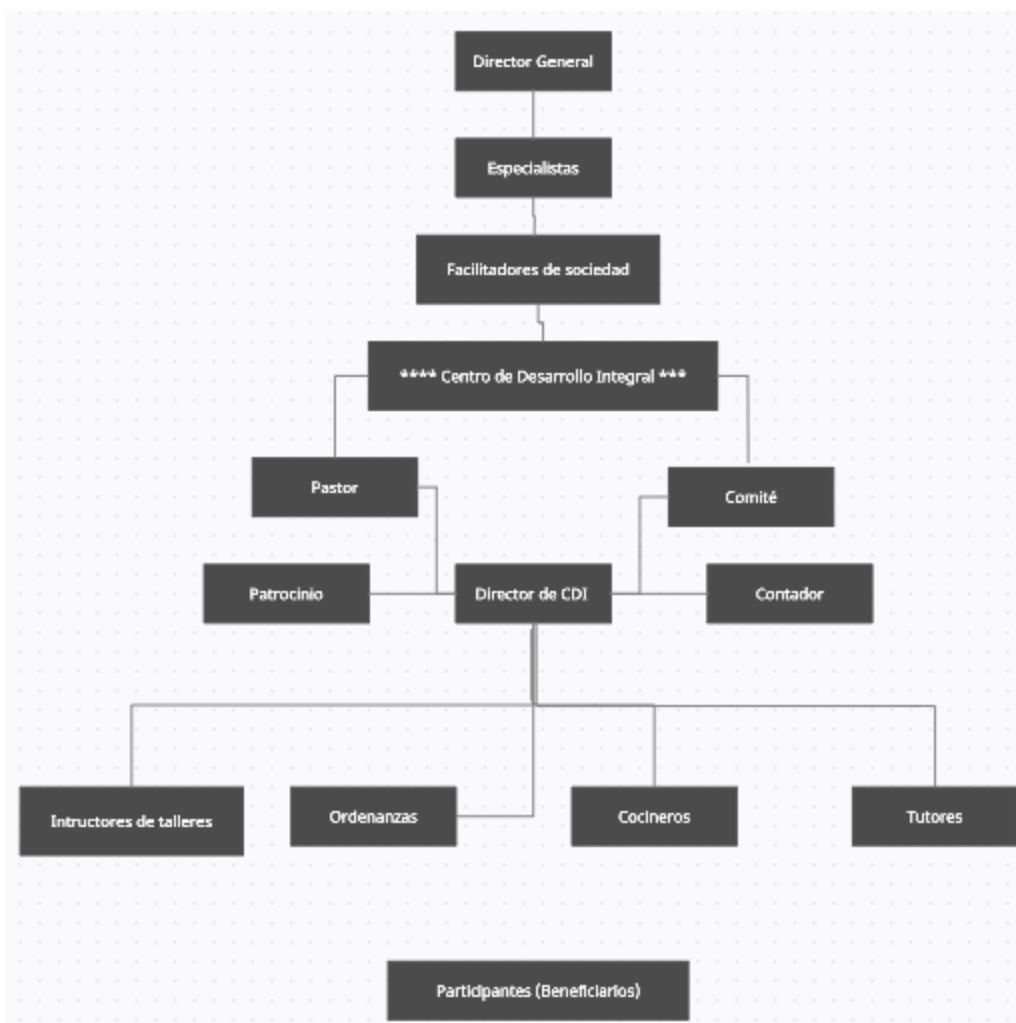 Director General
Especialistas
Facilitadores de sociedad
**** Centro de Desarrollo Integral ***
Pastor
Comité
Patrocinio
Director de CDI
Contador
Intructores de talleres
Ordenanzas
Cocineros
Tutores
Participantes (Beneficiarios)